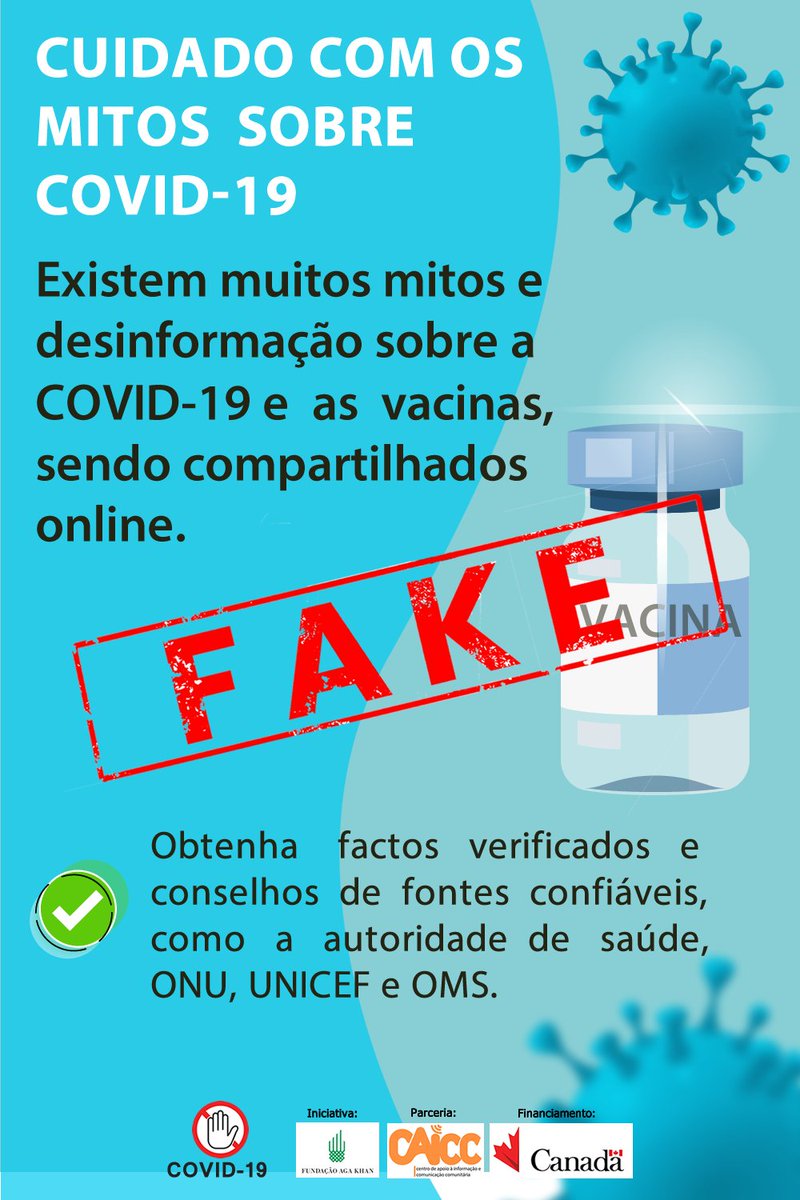 CUIDADO COM OS
MITOS SOBRE
COVID-19
Existem muitos mitos e
desinformação sobre a
COVID-19 e as vacinas,
sendo compartilhados
online.
FAKE
VACINA
Obtenha factos verificados e
conselhos de fontes confiáveis,
como a autoridade de saúde,
ONU, UNICEF e OMS.
COVID-19
Iniciativa:
FUNDAÇÃO AGA KHAN
Parceria:
CAICC
centro de apoio à informação e
comunicação comunitária
Financiamento:
Canada